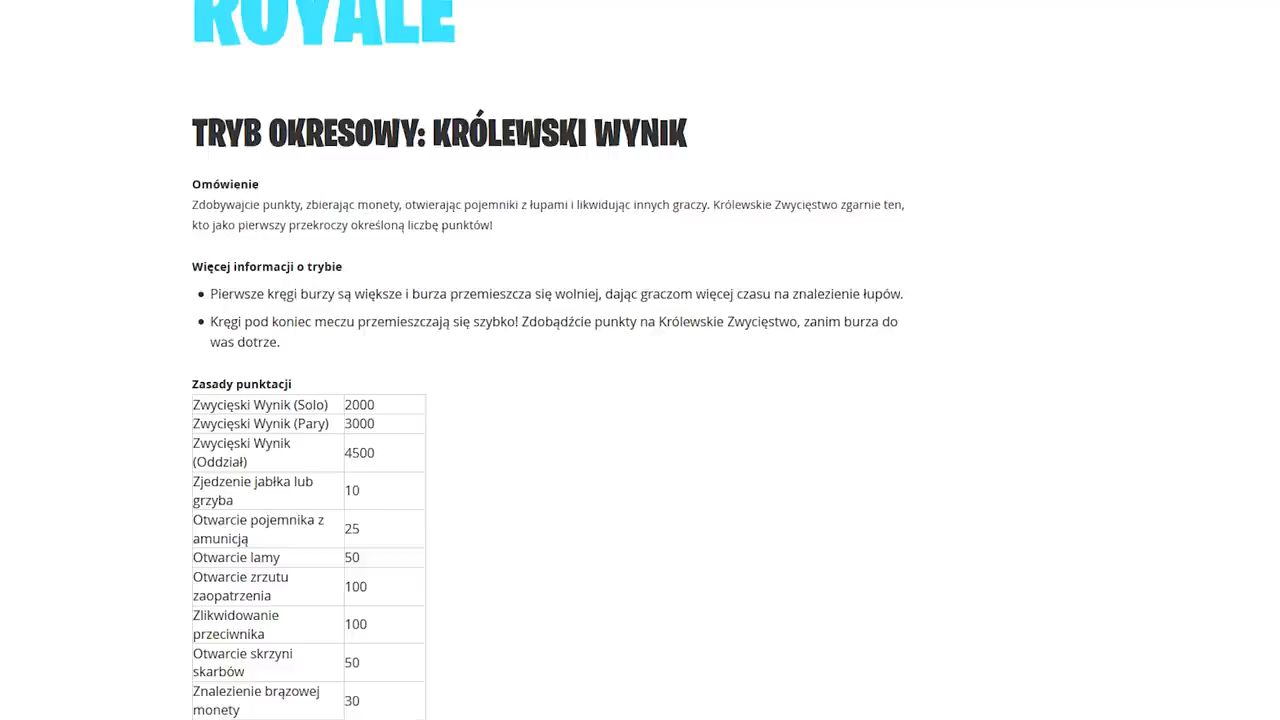 ROYALE
TRYB OKRESOWY: KRÓLEWSKI WYNIK
Omówienie
Zdobywajcie punkty, zbierając monety, otwierając pojemniki z łupami i likwidując innych graczy. Królewskie Zwycięstwo zgarnie ten,
kto jako pierwszy przekroczy określoną liczbę punktów!
Więcej informacji o trybie
• Pierwsze kręgi burzy są większe i burza przemieszcza się wolniej, dając graczom więcej czasu na znalezienie łupów.
• Kręgi pod koniec meczu przemieszczają się szybko! Zdobądźcie punkty na Królewskie Zwycięstwo, zanim burza do
was dotrze.
Zasady punktacji
Zwycięski Wynik (Solo) 2000
Zwycięski Wynik (Pary) 3000
Zwycięski Wynik
(Oddział) 4500
Zjedzenie jabłka lub
grzyba 10
Otwarcie pojemnika z
amunicją 25
Otwarcie lamy 50
Otwarcie zrzutu
zaopatrzenia 100
Zlikwidowanie
przeciwnika 100
Otwarcie skrzyni
skarbów 50
Znalezienie brązowej
monety 30